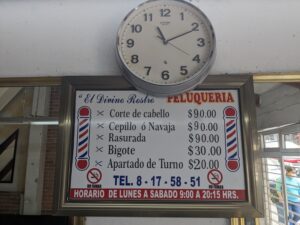 12
11 1
10 2
9 3
8 4
7 5
6
"El Divino Rostro" PELUQUERIA
Corte de cabello $90.00
Cepillo ó Navaja $90.00
Rasurada $90.00
Bigote $30.00
Apartado de Turno $20.00
TEL. 8 - 17 - 58 - 51
HORARIO DE LUNES A SABADO 9:00 A 20:15 HRS.